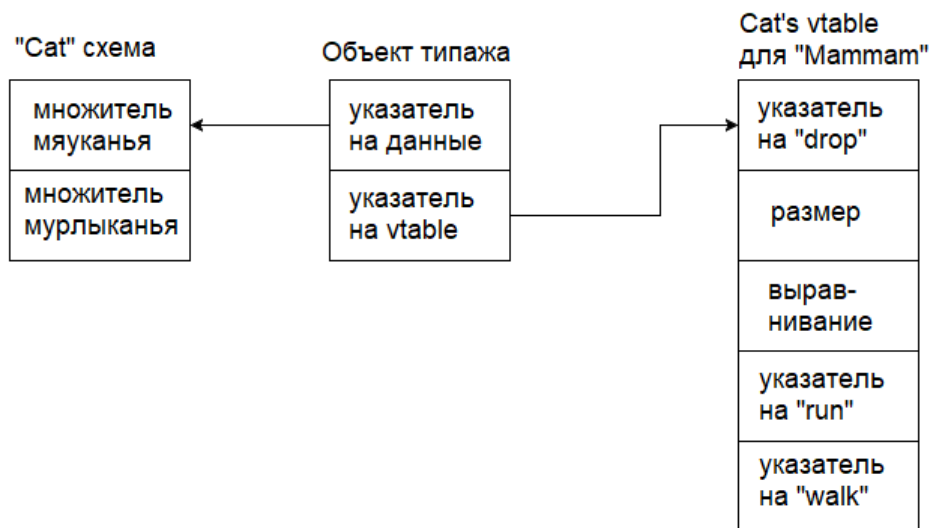 "Cat" схема
множитель
мяуканья
множитель
мурлыканья
Объект типажа
указатель
на данные
указатель
на vtable
Cat's vtable
для "Mammam"
указатель
на "drop"
размер
вырав-
нивание
указатель
на "run"
указатель
на "walk"